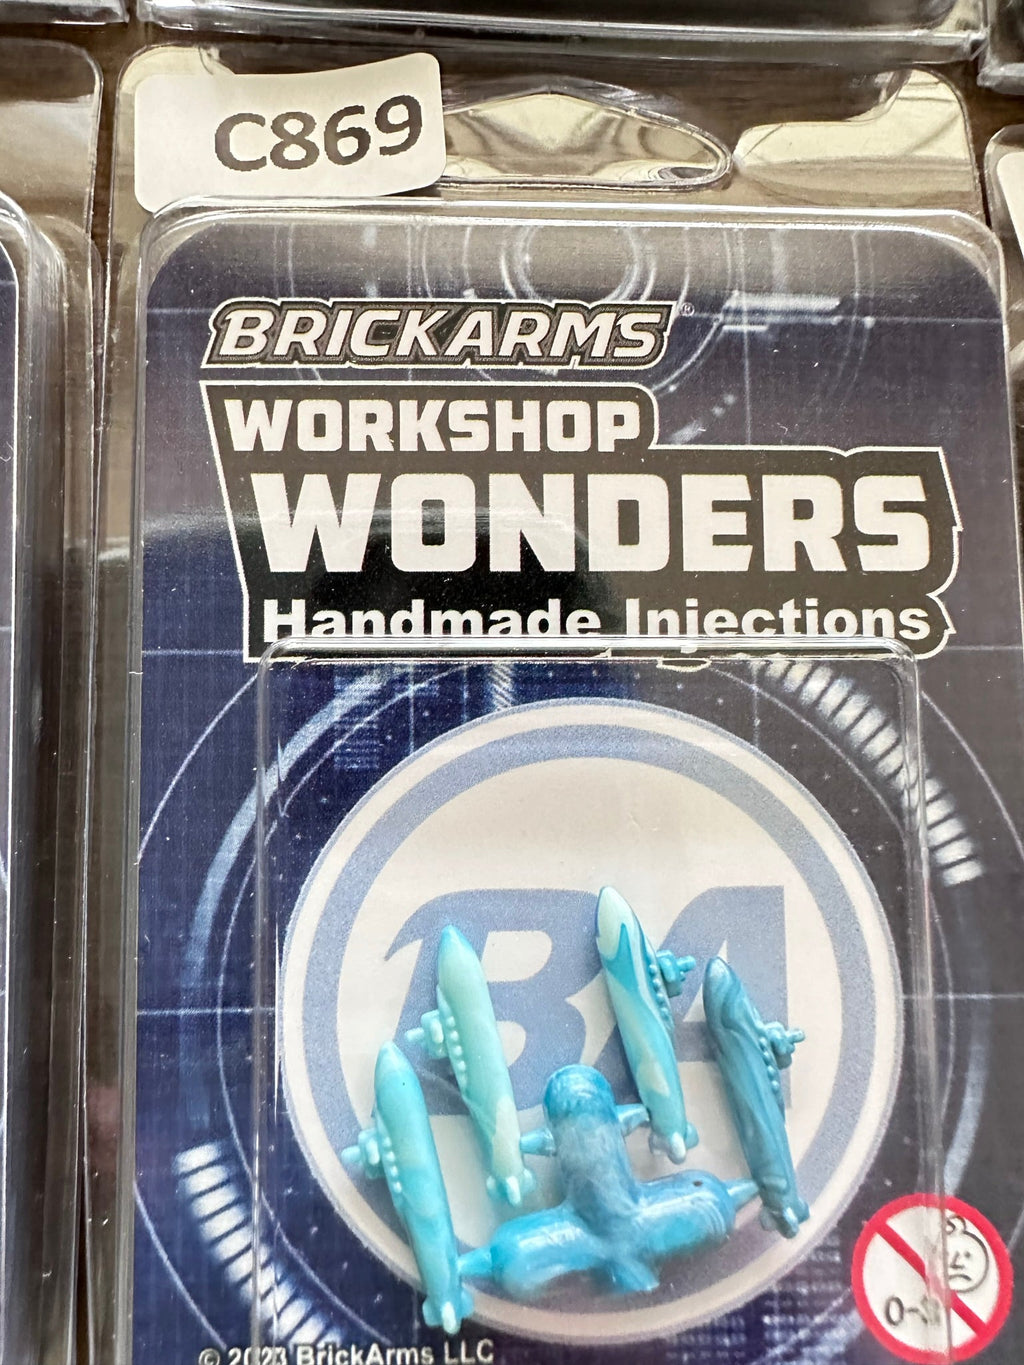 C869
BRICKARMS®
WORKSHOP
WONDERS
Handmade Injections
BA
© 2023 BrickArms LLC